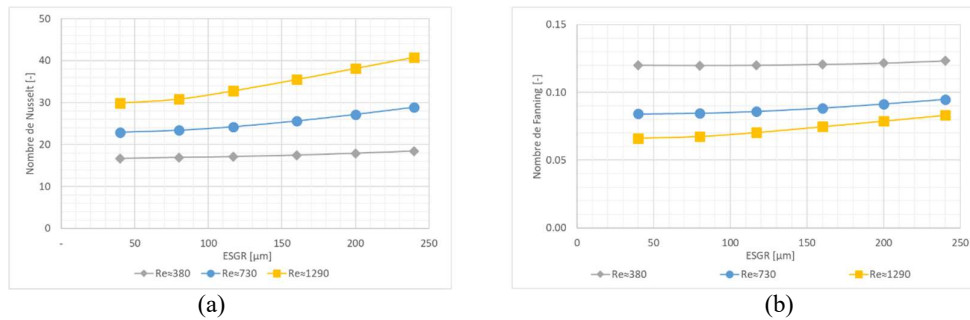 50
40
30
20
10
0
Nombre de Nusselt [-]
- 50 100 150 200 250
ESGR [µm]
Re≈380 Re≈730 Re≈1290
(a)
0.15
0.10
0.05
0.00
Nombre de Fanning [-]
0 50 100 150 200 250
ESGR [µm]
Re≈380 Re≈730 Re≈1290
(b)